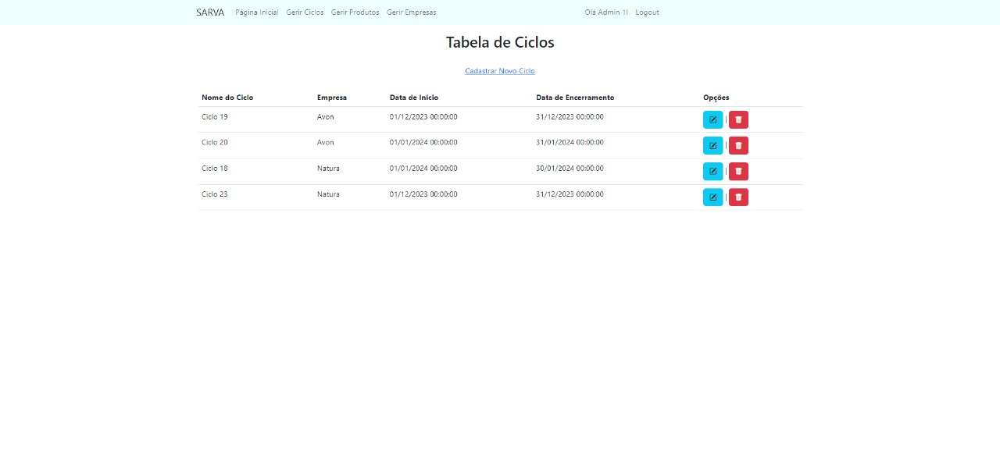 SARVA Página Inicial Gerir Ciclos Gerir Produtos Gerir Empresas Olá Admin 1! Logout
Tabela de Ciclos
Cadastrar Novo Ciclo
Nome do Ciclo Empresa Data de Início Data de Encerramento Opções
Ciclo 19 Avon 01/12/2023 00:00:00 31/12/2023 00:00:00 |
Ciclo 20 Avon 01/01/2024 00:00:00 31/01/2024 00:00:00 |
Ciclo 18 Natura 01/01/2024 00:00:00 30/01/2024 00:00:00 |
Ciclo 23 Natura 01/12/2023 00:00:00 31/12/2023 00:00:00 |